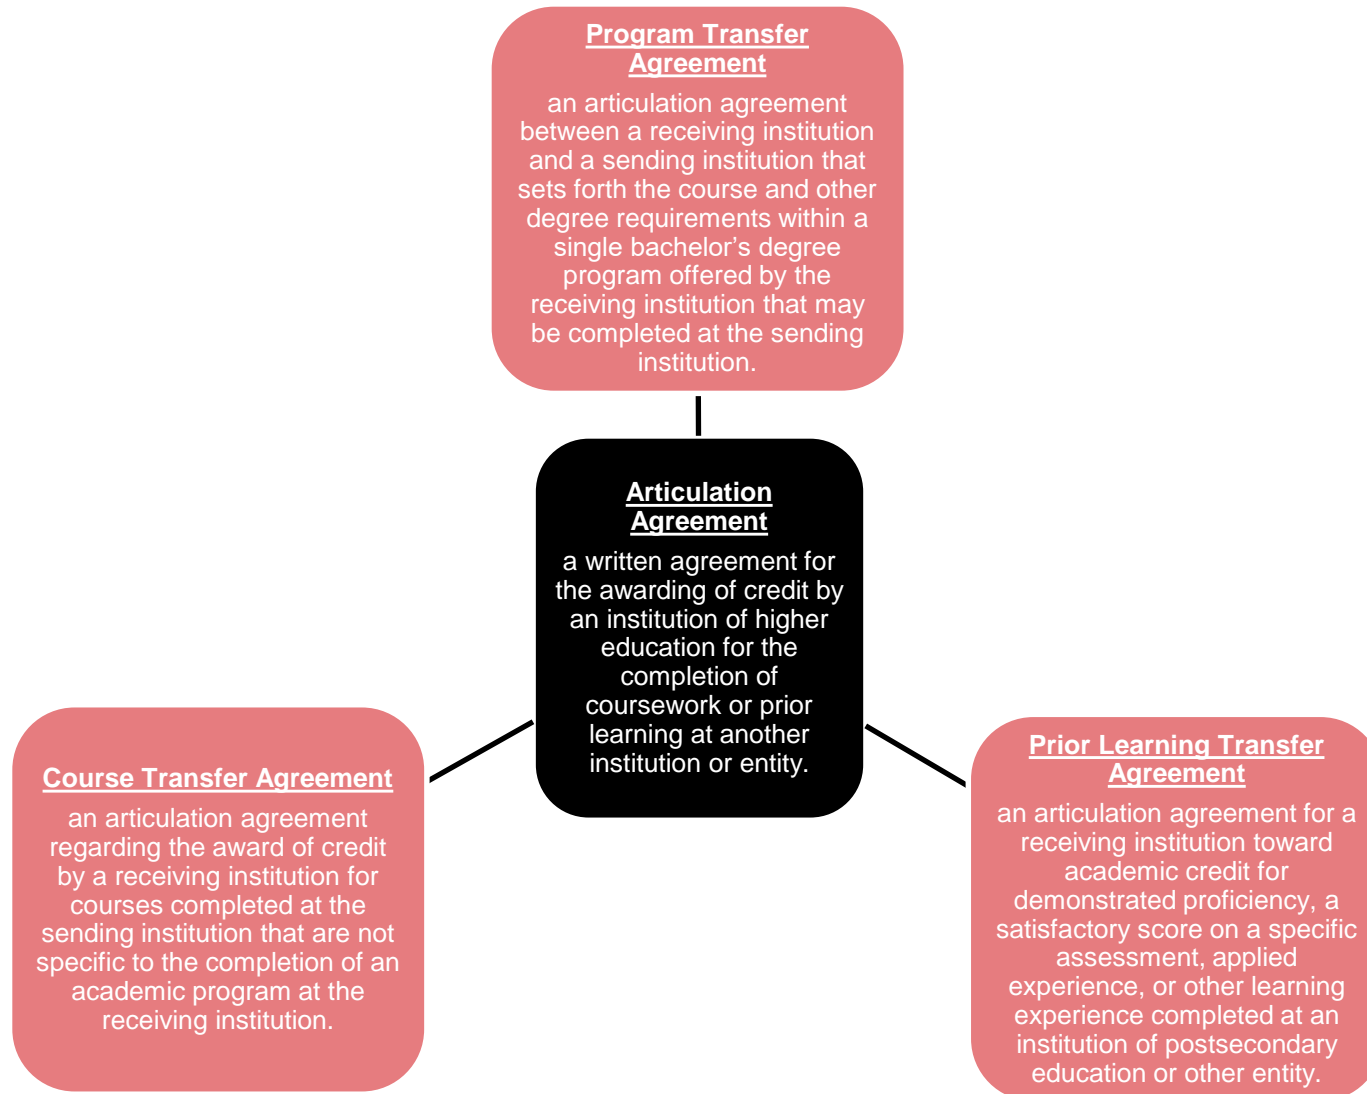 Program Transfer
Agreement
an articulation agreement
between a receiving institution
and a sending institution that
sets forth the course and other
degree requirements within a
single bachelor’s degree
program offered by the
receiving institution that may
be completed at the sending
institution.
Articulation
Agreement
a written agreement for
the awarding of credit by
an institution of higher
education for the
completion of
coursework or prior
learning at another
institution or entity.
Course Transfer Agreement
an articulation agreement
regarding the award of credit
by a receiving institution for
courses completed at the
sending institution that are not
specific to the completion of an
academic program at the
receiving institution.
Prior Learning Transfer
Agreement
an articulation agreement for a
receiving institution toward
academic credit for
demonstrated proficiency, a
satisfactory score on a specific
assessment, applied
experience, or other learning
experience completed at an
institution of postsecondary
education or other entity.